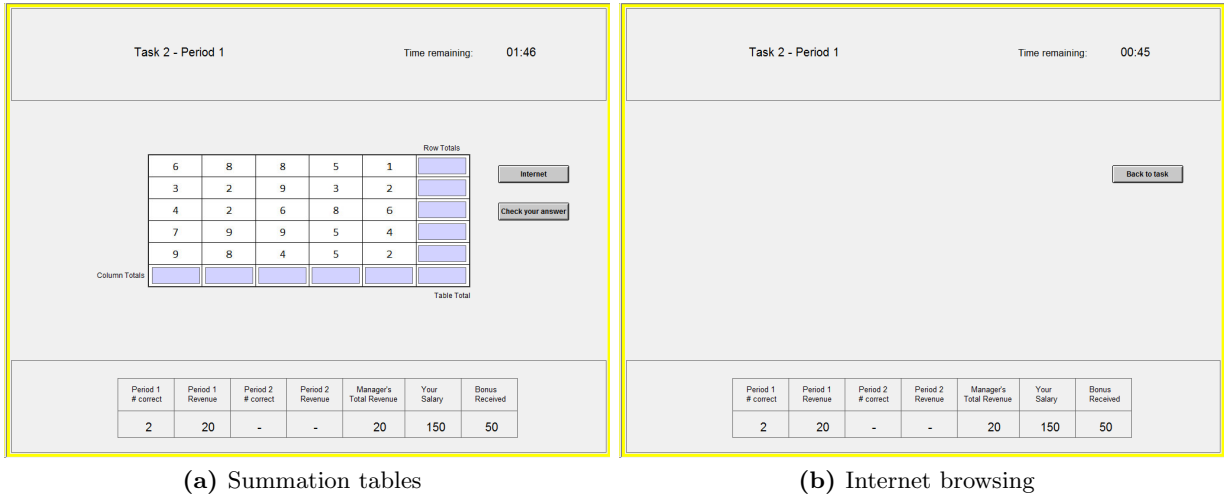 Task 2 - Period 1 Time remaining: 01:46
Row Totals
6 8 8 5 1
Internet
3 2 9 3 2
4 2 6 8 6
Check your answer
7 9 9 5 4
9 8 4 5 2
Column Totals
Table Total
Period 1 Period 1 Period 2 Period 2 Manager's Your Bonus
# correct Revenue # correct Revenue Total Revenue Salary Received
2 20 - - 20 150 50
(a) Summation tables
Task 2 - Period 1 Time remaining: 00:45
Back to task
Period 1 Period 1 Period 2 Period 2 Manager's Your Bonus
# correct Revenue # correct Revenue Total Revenue Salary Received
2 20 - - 20 150 50
(b) Internet browsing